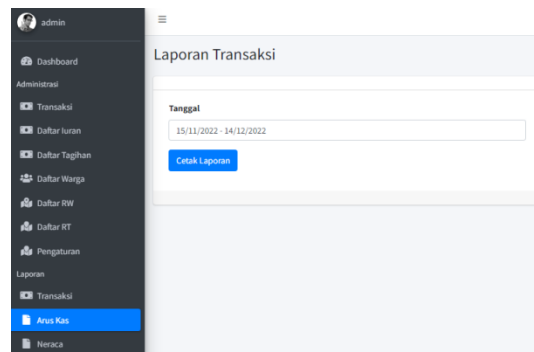 admin
Dashboard
Administrasi
Transaksi
Daftar Iuran
Daftar Tagihan
Daftar Warga
Daftar RW
Daftar RT
Pengaturan
Laporan
Transaksi
Arus Kas
Neraca
Laporan Transaksi
Tanggal
15/11/2022 - 14/12/2022
Cetak Laporan